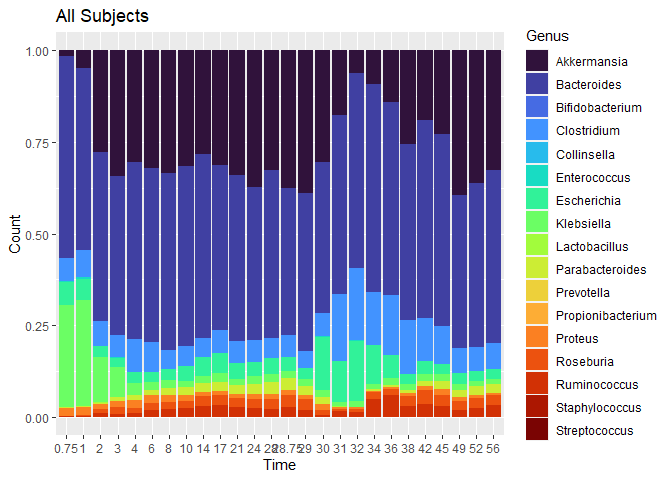 All Subjects
Count
1.00
0.75
0.50
0.25
0.00
0.75 1 2 3 4 6 8 10 14 17 21 24 28 28.75 29 30 31 32 34 36 38 42 45 49 52 56
Time
Genus
Akkermansia
Bacteroides
Bifidobacterium
Clostridium
Collinsella
Enterococcus
Escherichia
Klebsiella
Lactobacillus
Parabacteroides
Prevotella
Propionibacterium
Proteus
Roseburia
Ruminococcus
Staphylococcus
Streptococcus